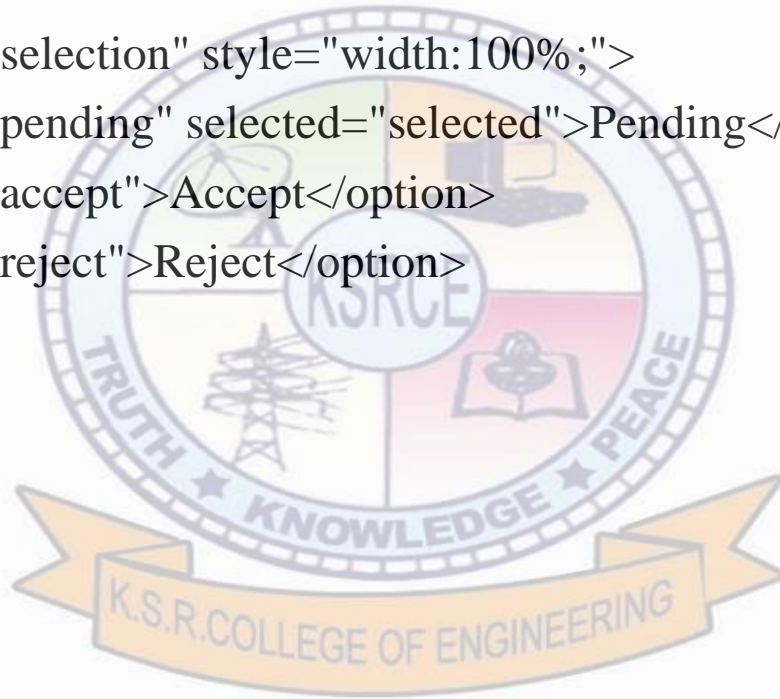 selection" style="width:100%;">
pending" selected="selected">Pending</
accept">Accept</option>
reject">Reject</option>
KSRCE
TRUTH ★ KNOWLEDGE ★ PEACE
K.S.R.COLLEGE OF ENGINEERING